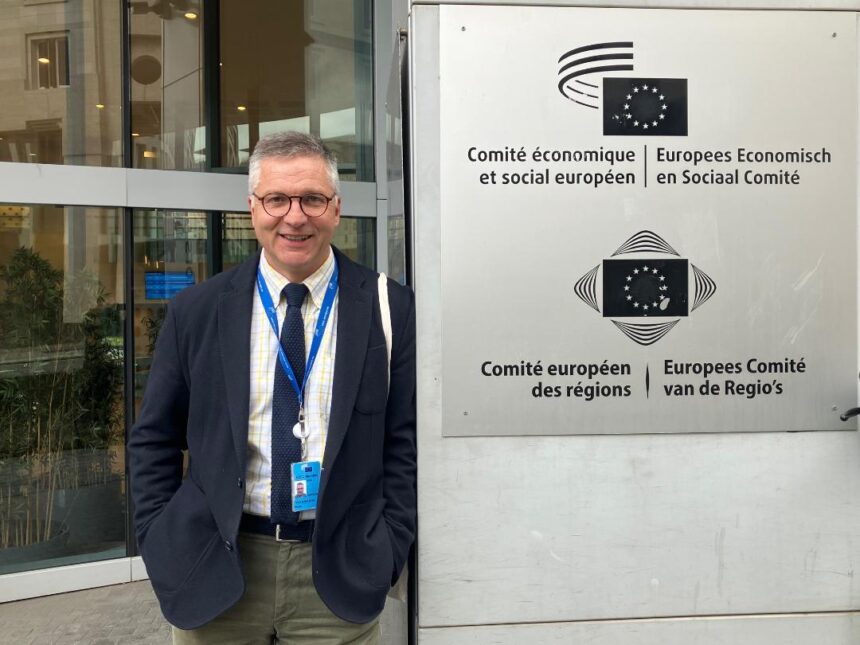 Comité économique
et social européen
Europees Economisch
en Sociaal Comité
Comité européen
des régions
Europees Comité
van de Regio's